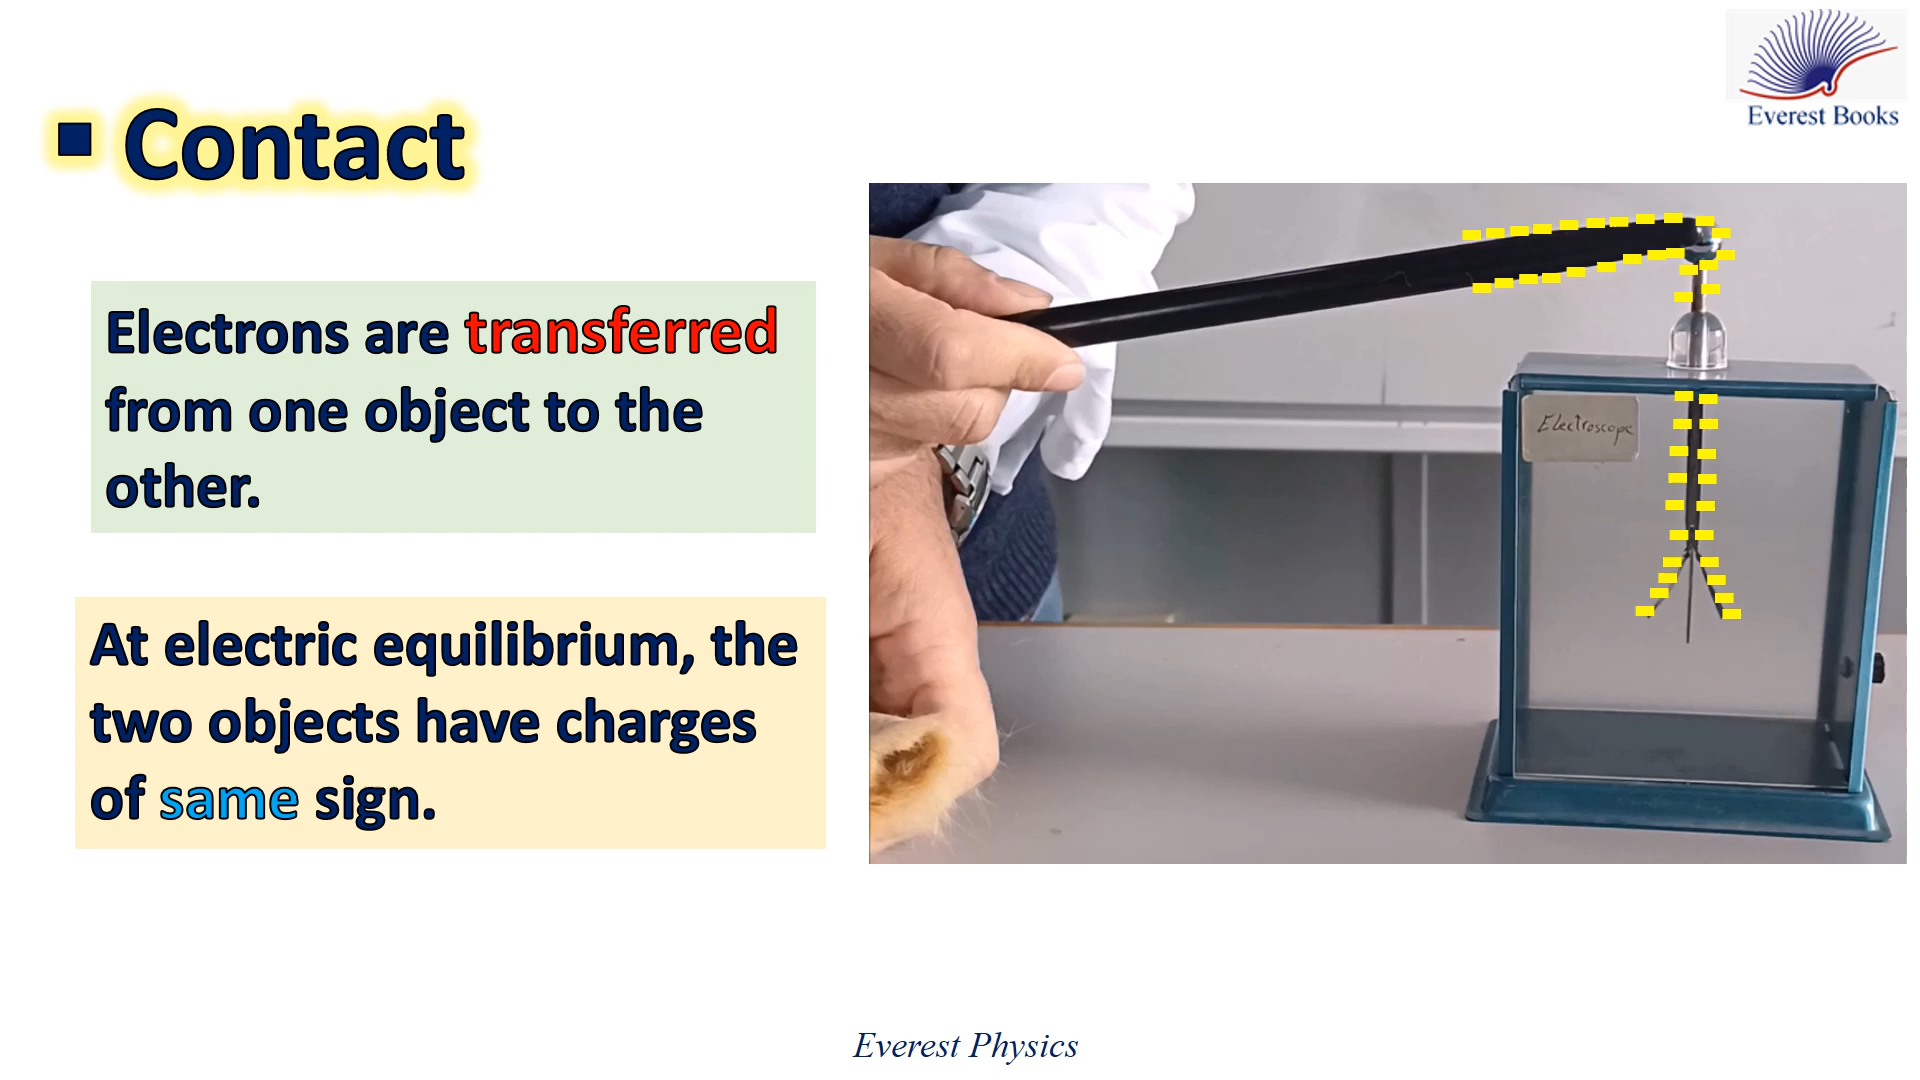 Everest Books
▪ Contact
Electrons are transferred
from one object to the
other.
At electric equilibrium, the
two objects have charges
of same sign.
Electroscope
Everest Physics